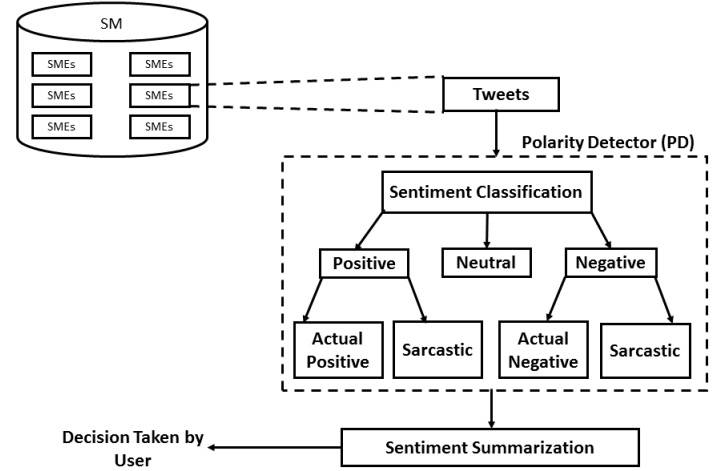 SM
SMEs SMEs
SMEs SMEs
SMEs SMEs
Tweets
Polarity Detector (PD)
Sentiment Classification
Positive
Neutral
Negative
Actual
Positive
Sarcastic
Actual
Negative
Sarcastic
Decision Taken by
User
Sentiment Summarization